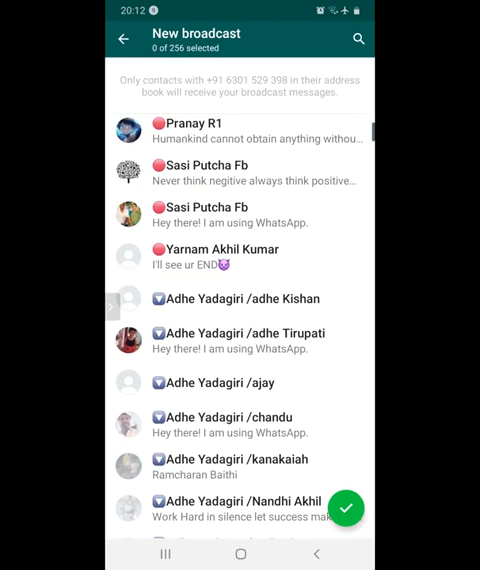 20:12
New broadcast
0 of 256 selected
Only contacts with +91 6301 529 398 in their address
book will receive your broadcast messages.
🔴Pranay R1
Humankind cannot obtain anything withou...
🔴Sasi Putcha Fb
Never think negitive always think positive...
🔴Sasi Putcha Fb
Hey there! I am using WhatsApp.
🔴Yarnam Akhil Kumar
I'll see ur END😈
🔽Adhe Yadagiri /adhe Kishan
🔽Adhe Yadagiri /adhe Tirupati
Hey there! I am using WhatsApp.
🔽Adhe Yadagiri /ajay
🔽Adhe Yadagiri /chandu
Hey there! I am using WhatsApp.
🔽Adhe Yadagiri /kanakaiah
Ramcharan Baithi
🔽Adhe Yadagiri /Nandhi Akhil
Work Hard in silence let success